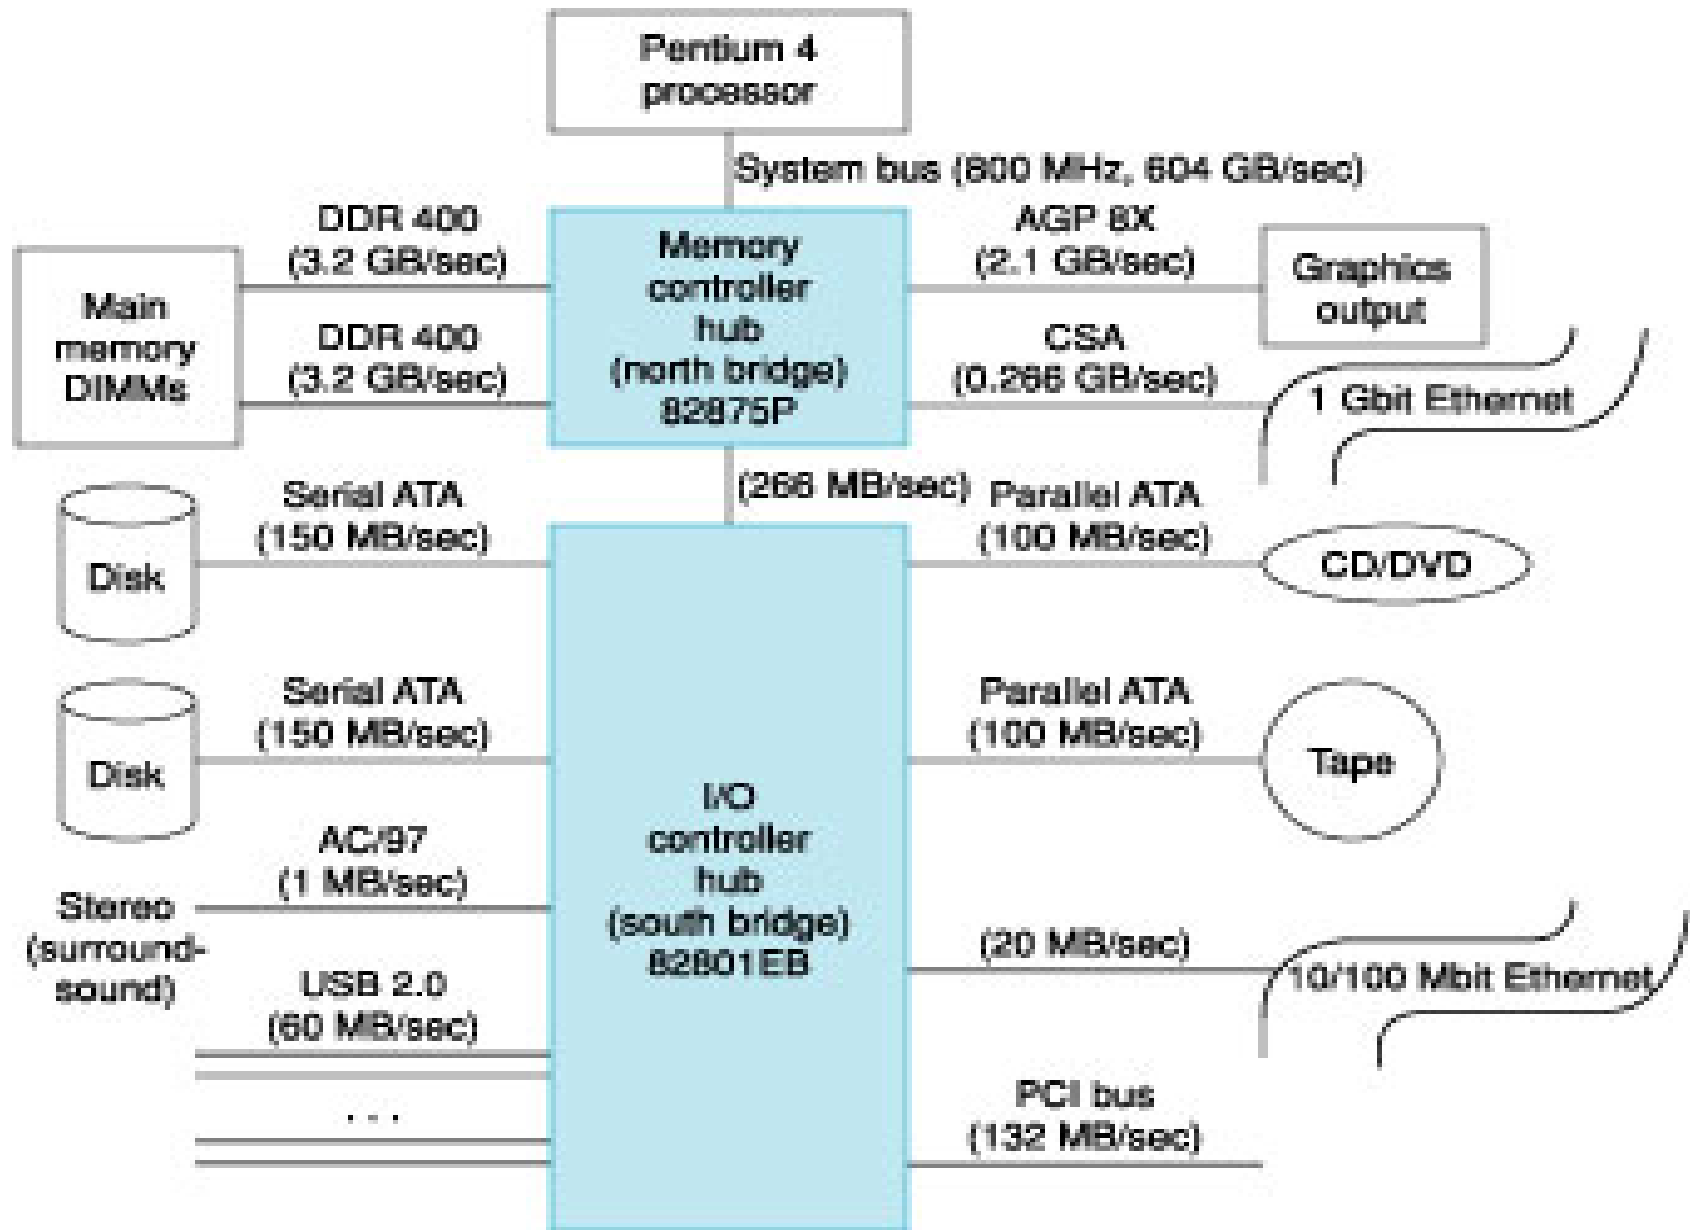 Pentium 4
processor
System bus (800 MHz, 604 GB/sec)
DDR 400
(3.2 GB/sec)
Memory
controller
hub
(north bridge)
82875P
AGP 8X
(2.1 GB/sec)
Graphics
output
Main
memory
DIMMs
DDR 400
(3.2 GB/sec)
CSA
(0.266 GB/sec)
1 Gbit Ethernet
(266 MB/sec)
Serial ATA
(150 MB/sec)
Disk
Parallel ATA
(100 MB/sec)
CD/DVD
Serial ATA
(150 MB/sec)
Disk
Parallel ATA
(100 MB/sec)
Tape
I/O
controller
hub
(south bridge)
82801EB
AC/97
(1 MB/sec)
Stereo
(surround-
sound)
USB 2.0
(60 MB/sec)
. . .
(20 MB/sec)
10/100 Mbit Ethernet
PCI bus
(132 MB/sec)